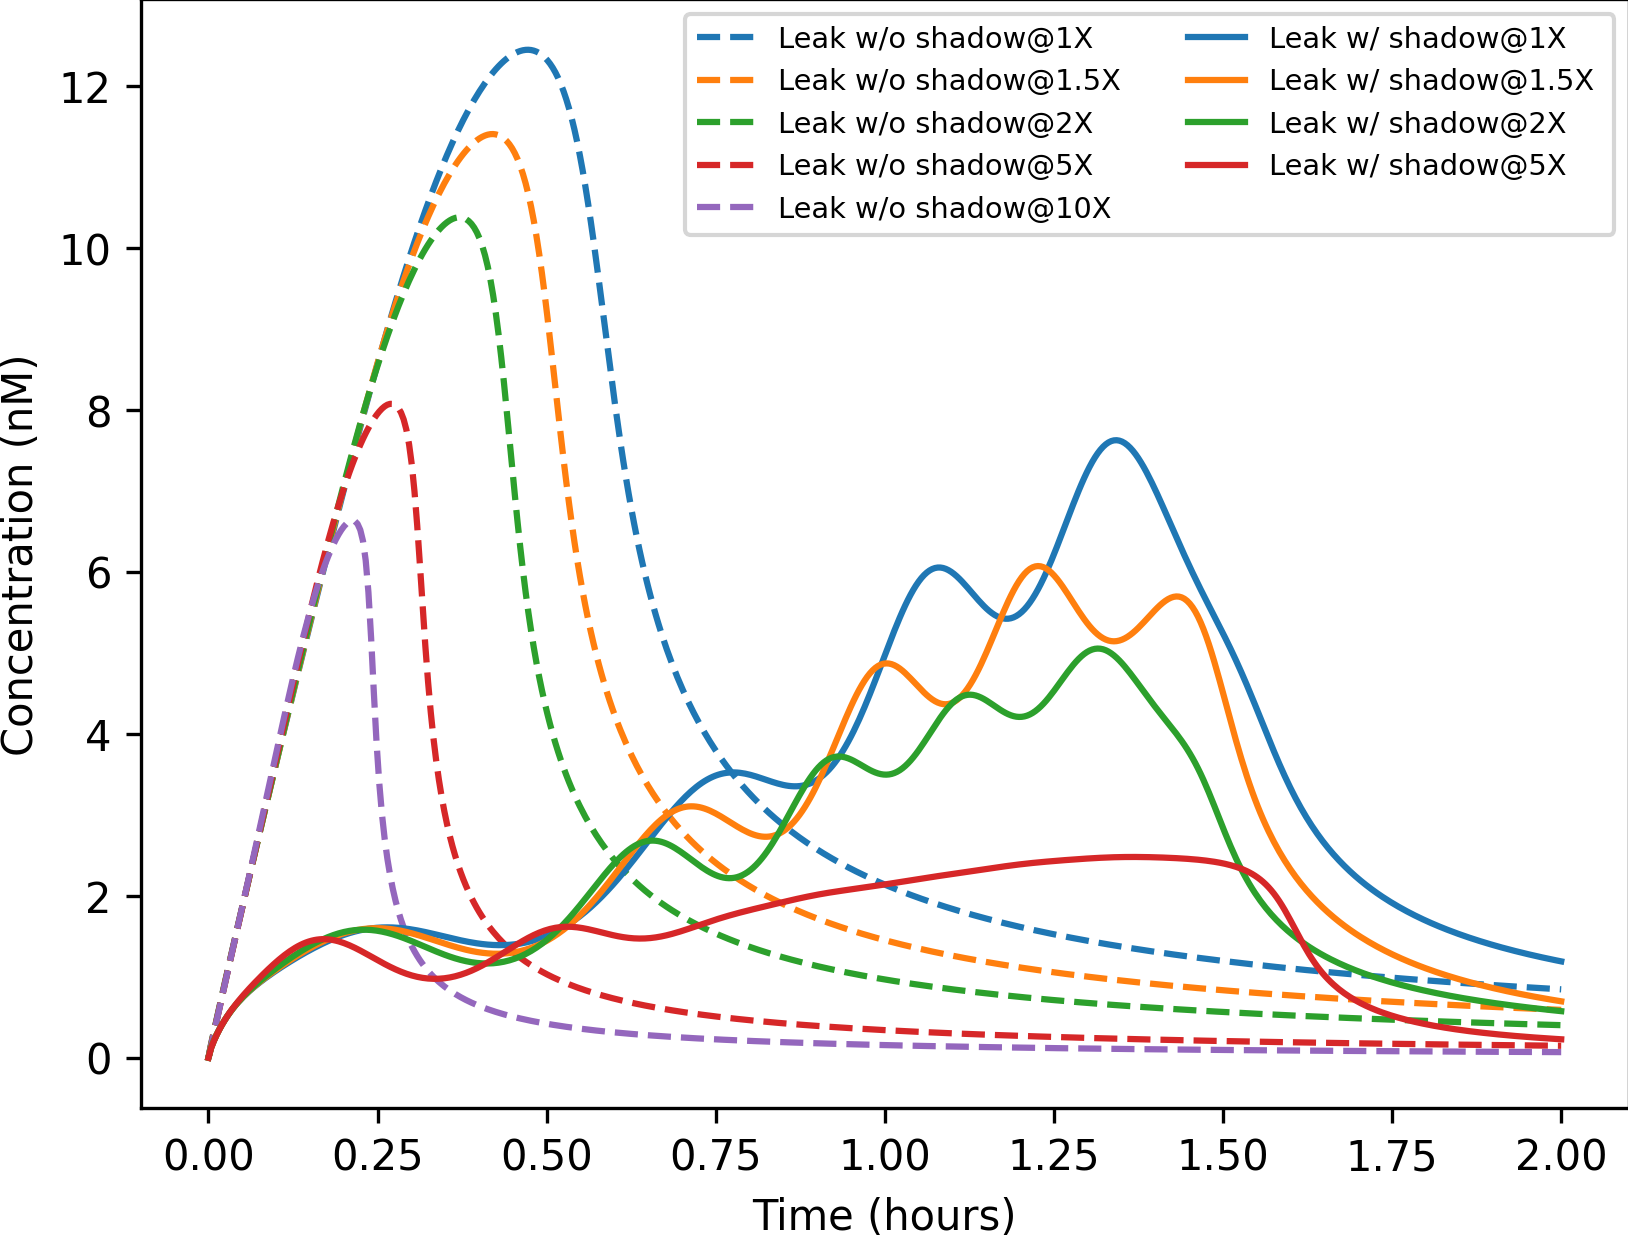 Leak w/o shadow@1X
Leak w/o shadow@1.5X
Leak w/o shadow@2X
Leak w/o shadow@5X
Leak w/o shadow@10X
Leak w/ shadow@1X
Leak w/ shadow@1.5X
Leak w/ shadow@2X
Leak w/ shadow@5X
Concentration (nM)
12
10
8
6
4
2
0
0.00 0.25 0.50 0.75 1.00 1.25 1.50 1.75 2.00
Time (hours)